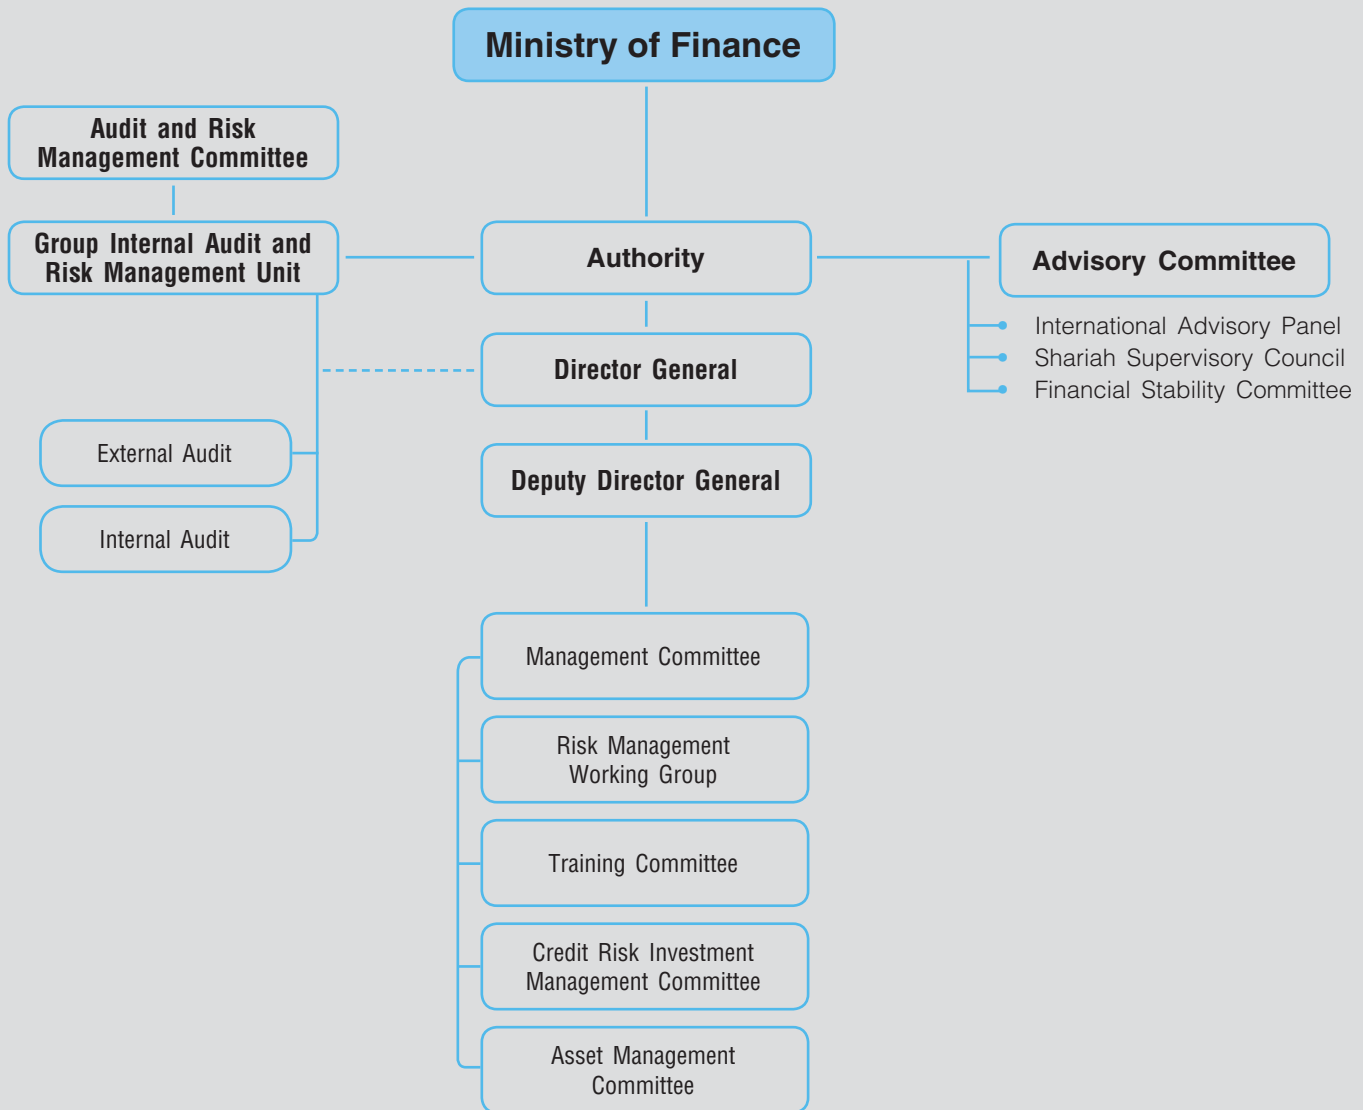 Ministry of Finance
Audit and Risk
Management Committee
Group Internal Audit and
Risk Management Unit
Authority
Advisory Committee
International Advisory Panel
Shariah Supervisory Council
Financial Stability Committee
Director General
External Audit
Deputy Director General
Internal Audit
Management Committee
Risk Management
Working Group
Training Committee
Credit Risk Investment
Management Committee
Asset Management
Committee